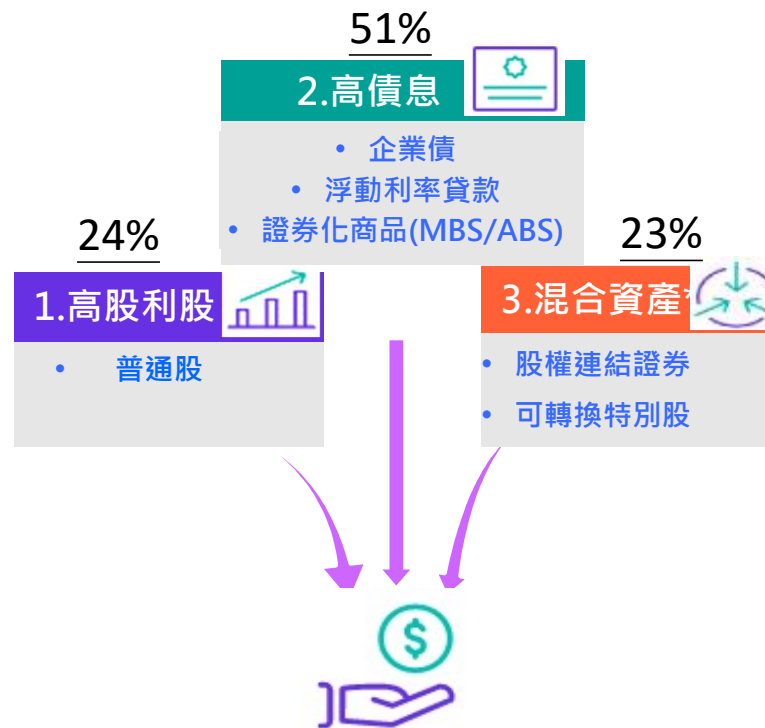 51%
2.高債息
• 企業債
• 浮動利率貸款
• 證券化商品(MBS/ABS)
24%
1.高股利股
• 普通股
23%
3.混合資產*
• 股權連結證券
• 可轉換特別股
$